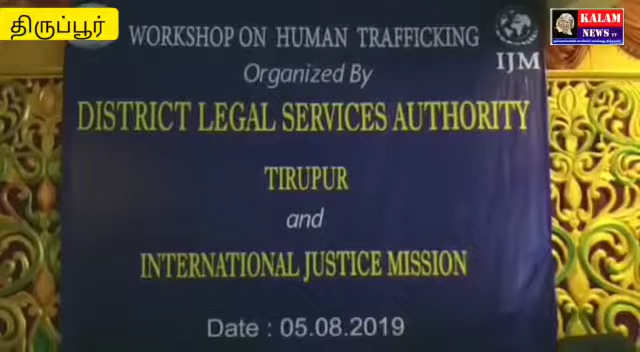 திருப்பூர்
KALAM
NEWS TV
WORKSHOP ON HUMAN TRAFFICKING
IJM
Organized By
DISTRICT LEGAL SERVICES AUTHORITY
TIRUPUR
and
INTERNATIONAL JUSTICE MISSION
Date : 05.08.2019